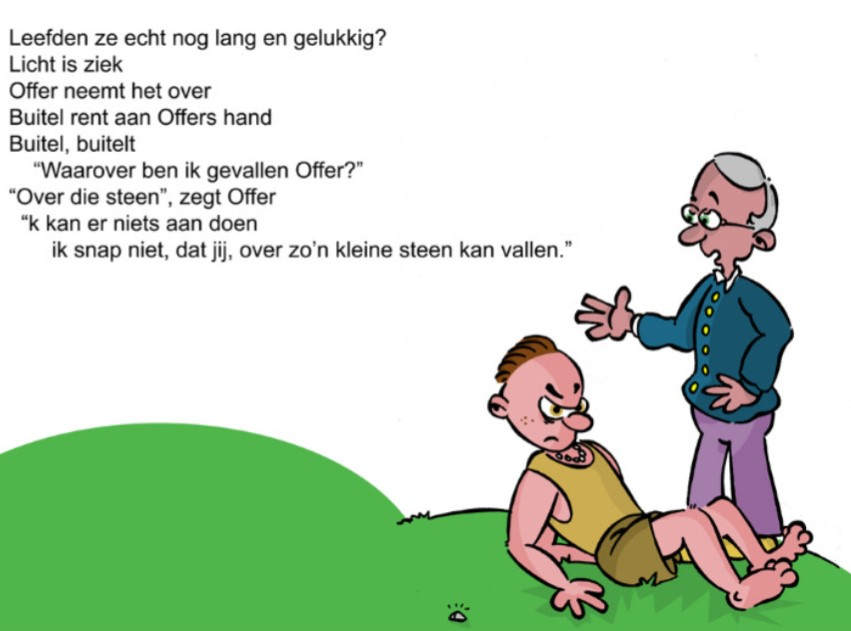 Leefden ze echt nog lang en gelukkig?
Licht is ziek
Offer neemt het over
Buitel rent aan Offers hand
Buitel, buitelt
“Waarover ben ik gevallen Offer?”
“Over die steen”, zegt Offer
“k kan er niets aan doen
ik snap niet, dat jij, over zo’n kleine steen kan vallen.”